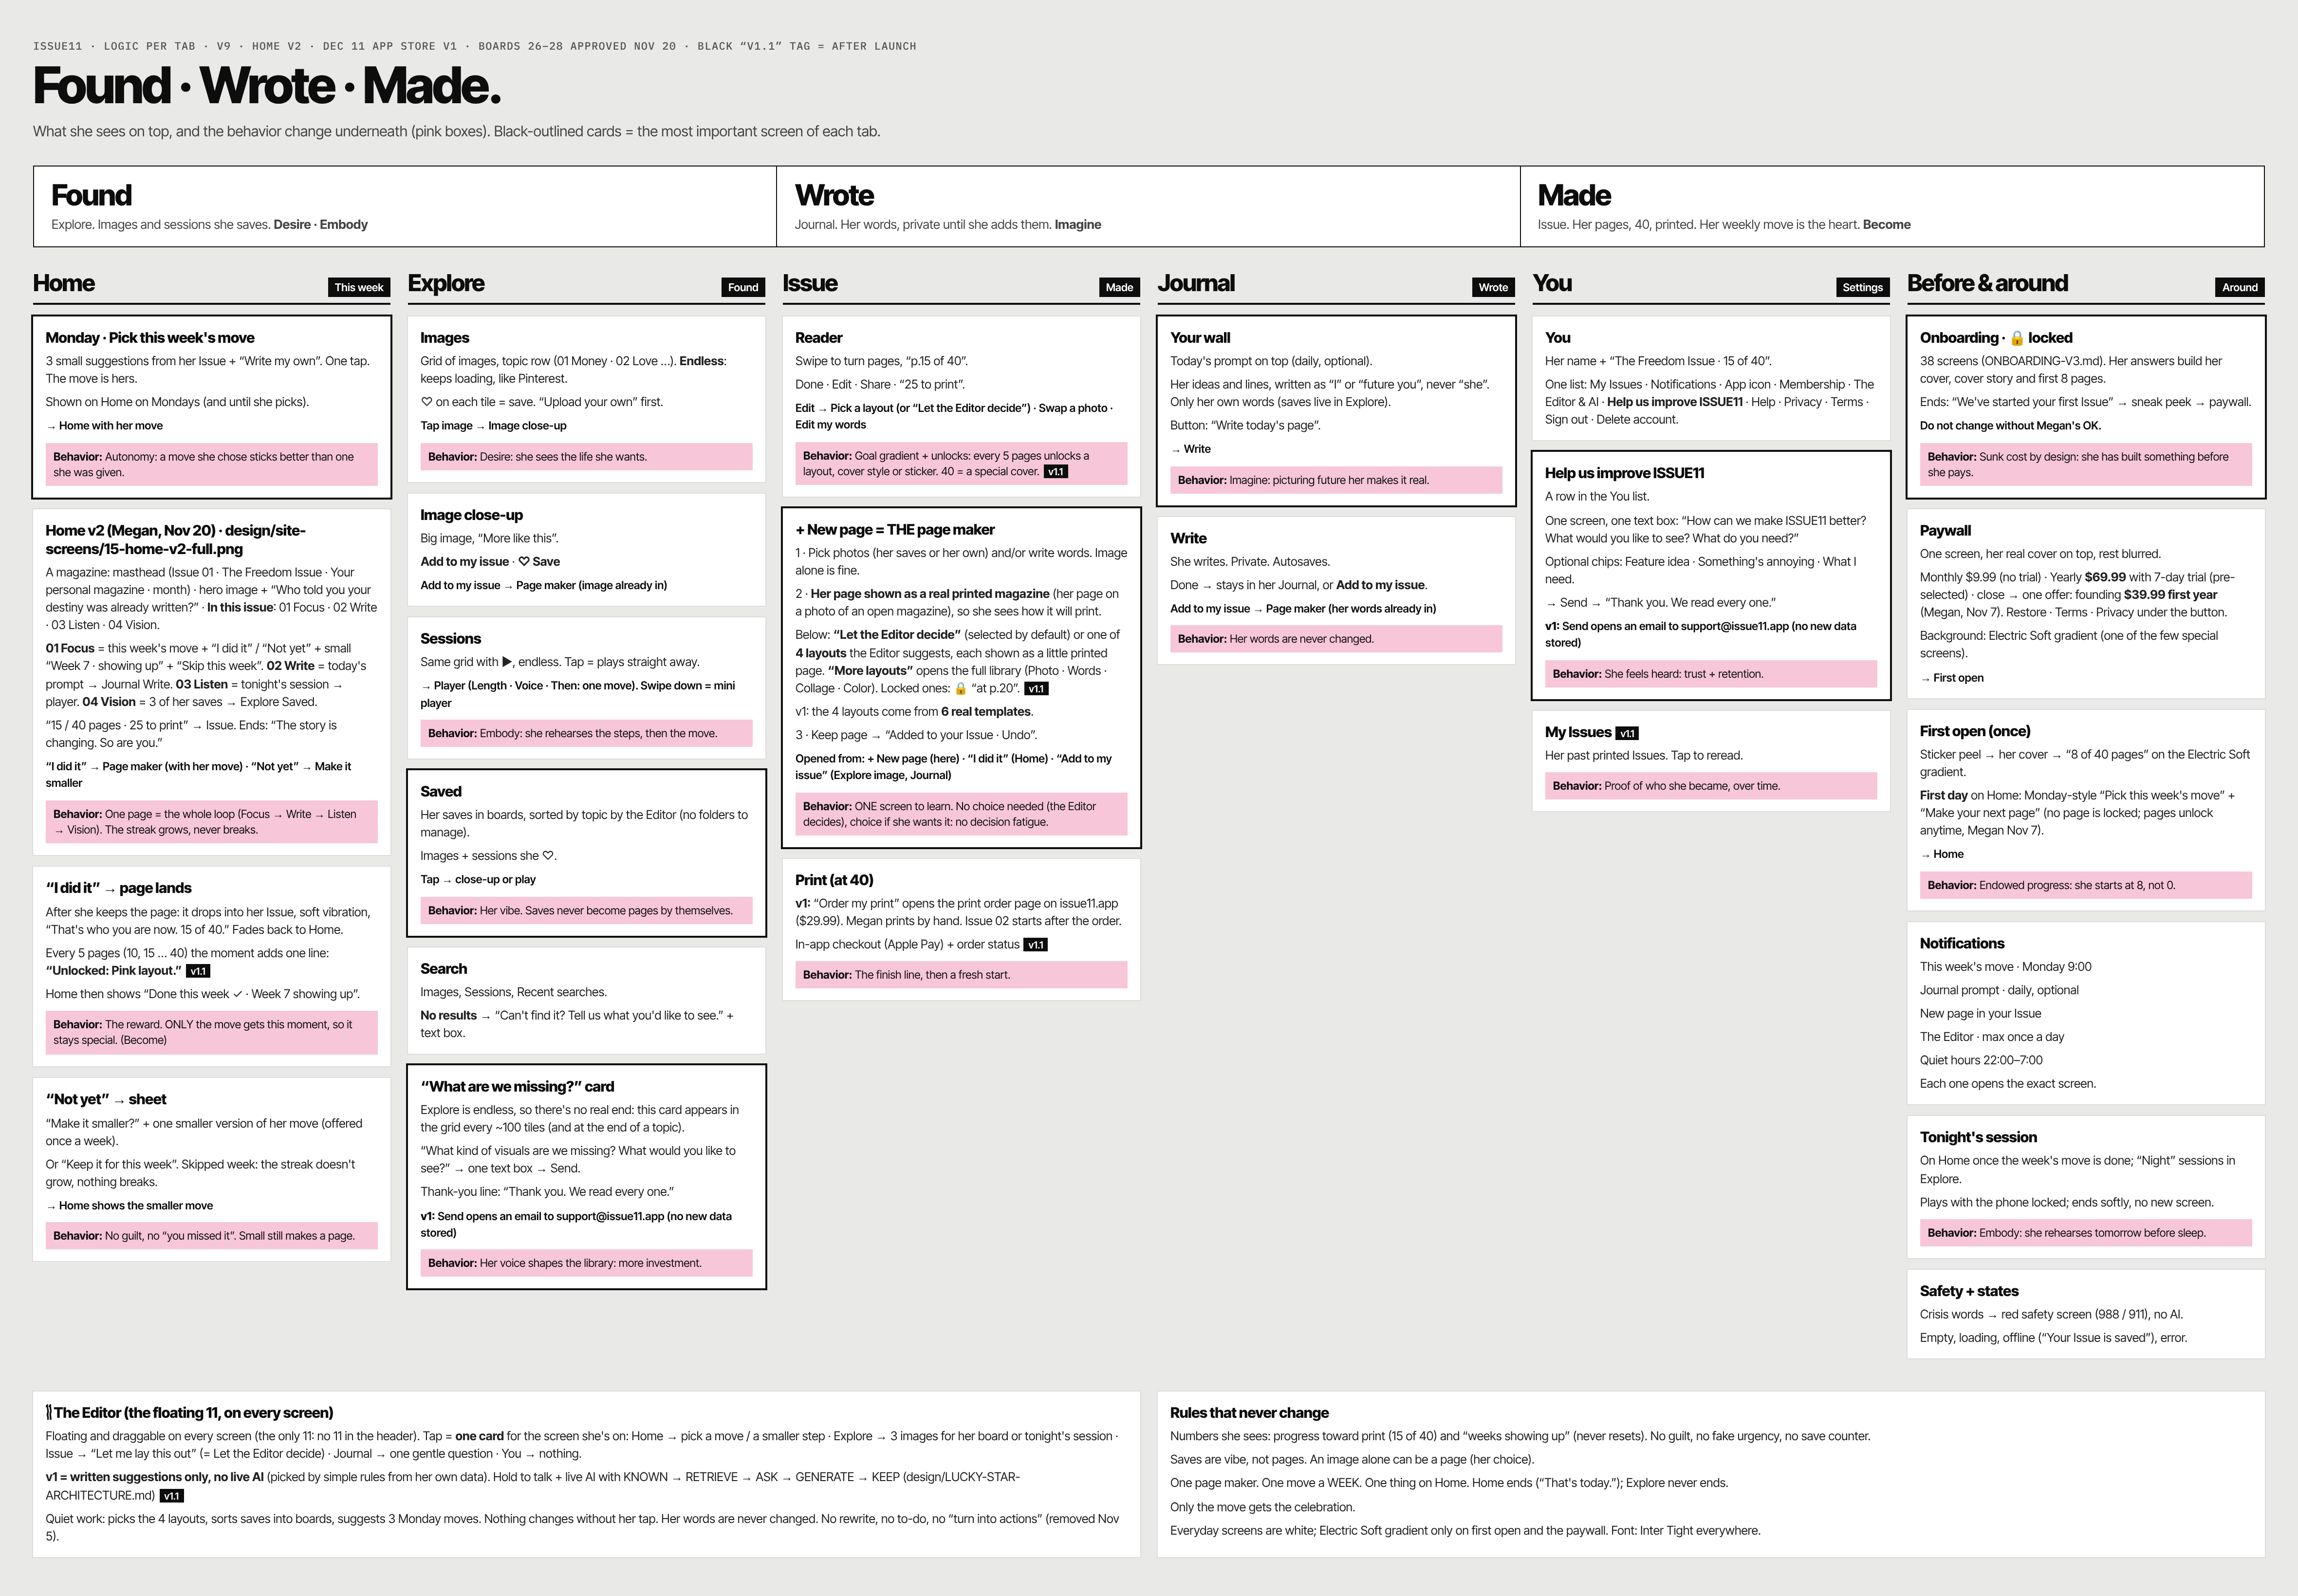 ISSUE11 · LOGIC PER TAB · V9 · HOME V2 · DEC 11 APP STORE V1 · BOARDS 26–28 APPROVED NOV 20 · BLACK “V1.1” TAG = AFTER LAUNCH
Found · Wrote · Made.
What she sees on top, and the behavior change underneath (pink boxes). Black-outlined cards = the most important screen of each tab.
Found
Explore. Images and sessions she saves. Desire · Embody
Wrote
Journal. Her words, private until she adds them. Imagine
Made
Issue. Her pages, 40, printed. Her weekly move is the heart. Become
Home
This week
Monday · Pick this week's move
3 small suggestions from her Issue + “Write my own”. One tap.
The move is hers.
Shown on Home on Mondays (and until she picks).
→ Home with her move
Behavior: Autonomy: a move she chose sticks better than one
she was given.
Home v2 (Megan, Nov 20) · design/site-
screens/15-home-v2-full.png
A magazine: masthead (Issue 01 · The Freedom Issue · Your
personal magazine · month) · hero image + “Who told you your
destiny was already written?” · In this issue: 01 Focus · 02 Write
· 03 Listen · 04 Vision.
01 Focus = this week's move + “I did it” / “Not yet” + small
“Week 7 · showing up” + “Skip this week”. 02 Write = today's
prompt → Journal Write. 03 Listen = tonight's session →
player. 04 Vision = 3 of her saves → Explore Saved.
“15 / 40 pages · 25 to print” → Issue. Ends: “The story is
changing. So are you.”
“I did it” → Page maker (with her move) · “Not yet” → Make it
smaller
Behavior: One page = the whole loop (Focus → Write → Listen
→ Vision). The streak grows, never breaks.
“I did it” → page lands
After she keeps the page: it drops into her Issue, soft vibration,
“That's who you are now. 15 of 40.” Fades back to Home.
Every 5 pages (10, 15 … 40) the moment adds one line:
“Unlocked: Pink layout.” v1.1
Home then shows “Done this week ✓ · Week 7 showing up”.
Behavior: The reward. ONLY the move gets this moment, so it
stays special. (Become)
“Not yet” → sheet
“Make it smaller?” + one smaller version of her move (offered
once a week).
Or “Keep it for this week”. Skipped week: the streak doesn't
grow, nothing breaks.
→ Home shows the smaller move
Behavior: No guilt, no “you missed it”. Small still makes a page.
Explore
Found
Images
Grid of images, topic row (01 Money · 02 Love …). Endless:
keeps loading, like Pinterest.
♡ on each tile = save. “Upload your own” first.
Tap image → Image close-up
Behavior: Desire: she sees the life she wants.
Image close-up
Big image, “More like this”.
Add to my issue · ♡ Save
Add to my issue → Page maker (image already in)
Sessions
Same grid with ▶, endless. Tap = plays straight away.
→ Player (Length · Voice · Then: one move). Swipe down = mini
player
Behavior: Embody: she rehearses the steps, then the move.
Saved
Her saves in boards, sorted by topic by the Editor (no folders to
manage).
Images + sessions she ♡.
Tap → close-up or play
Behavior: Her vibe. Saves never become pages by themselves.
Search
Images, Sessions, Recent searches.
No results → “Can't find it? Tell us what you'd like to see.” +
text box.
“What are we missing?” card
Explore is endless, so there's no real end: this card appears in
the grid every ~100 tiles (and at the end of a topic).
“What kind of visuals are we missing? What would you like to
see?” → one text box → Send.
Thank-you line: “Thank you. We read every one.”
v1: Send opens an email to support@issue11.app (no new data
stored)
Behavior: Her voice shapes the library: more investment.
Issue
Made
Reader
Swipe to turn pages, “p.15 of 40”.
Done · Edit · Share · “25 to print”.
Edit → Pick a layout (or “Let the Editor decide”) · Swap a photo ·
Edit my words
Behavior: Goal gradient + unlocks: every 5 pages unlocks a
layout, cover style or sticker. 40 = a special cover. v1.1
+ New page = THE page maker
1 · Pick photos (her saves or her own) and/or write words. Image
alone is fine.
2 · Her page shown as a real printed magazine (her page on
a photo of an open magazine), so she sees how it will print.
Below: “Let the Editor decide” (selected by default) or one of
4 layouts the Editor suggests, each shown as a little printed
page. “More layouts” opens the full library (Photo · Words ·
Collage · Color). Locked ones: 🔒 “at p.20”. v1.1
v1: the 4 layouts come from 6 real templates.
3 · Keep page → “Added to your Issue · Undo”.
Opened from: + New page (here) · “I did it” (Home) · “Add to my
issue” (Explore image, Journal)
Behavior: ONE screen to learn. No choice needed (the Editor
decides), choice if she wants it: no decision fatigue.
Print (at 40)
v1: “Order my print” opens the print order page on issue11.app
($29.99). Megan prints by hand. Issue 02 starts after the order.
In-app checkout (Apple Pay) + order status v1.1
Behavior: The finish line, then a fresh start.
Journal
Wrote
Your wall
Today's prompt on top (daily, optional).
Her ideas and lines, written as “I” or “future you”, never “she”.
Only her own words (saves live in Explore).
Button: “Write today's page”.
→ Write
Behavior: Imagine: picturing future her makes it real.
Write
She writes. Private. Autosaves.
Done → stays in her Journal, or Add to my issue.
Add to my issue → Page maker (her words already in)
Behavior: Her words are never changed.
You
Settings
You
Her name + “The Freedom Issue · 15 of 40”.
One list: My Issues · Notifications · App icon · Membership · The
Editor & AI · Help us improve ISSUE11 · Help · Privacy · Terms ·
Sign out · Delete account.
Help us improve ISSUE11
A row in the You list.
One screen, one text box: “How can we make ISSUE11 better?
What would you like to see? What do you need?”
Optional chips: Feature idea · Something's annoying · What I
need.
→ Send → “Thank you. We read every one.”
v1: Send opens an email to support@issue11.app (no new data
stored)
Behavior: She feels heard: trust + retention.
My Issues v1.1
Her past printed Issues. Tap to reread.
Behavior: Proof of who she became, over time.
Before & around
Around
Onboarding · 🔒 locked
38 screens (ONBOARDING-V3.md). Her answers build her
cover, cover story and first 8 pages.
Ends: “We've started your first Issue” → sneak peek → paywall.
Do not change without Megan's OK.
Behavior: Sunk cost by design: she has built something before
she pays.
Paywall
One screen, her real cover on top, rest blurred.
Monthly $9.99 (no trial) · Yearly $69.99 with 7-day trial (pre-
selected) · close → one offer: founding $39.99 first year
(Megan, Nov 7). Restore · Terms · Privacy under the button.
Background: Electric Soft gradient (one of the few special
screens).
→ First open
First open (once)
Sticker peel → her cover → “8 of 40 pages” on the Electric Soft
gradient.
First day on Home: Monday-style “Pick this week's move” +
“Make your next page” (no page is locked; pages unlock
anytime, Megan Nov 7).
→ Home
Behavior: Endowed progress: she starts at 8, not 0.
Notifications
This week's move · Monday 9:00
Journal prompt · daily, optional
New page in your Issue
The Editor · max once a day
Quiet hours 22:00–7:00
Each one opens the exact screen.
Tonight's session
On Home once the week's move is done; “Night” sessions in
Explore.
Plays with the phone locked; ends softly, no new screen.
Behavior: Embody: she rehearses tomorrow before sleep.
Safety + states
Crisis words → red safety screen (988 / 911), no AI.
Empty, loading, offline (“Your Issue is saved”), error.
The Editor (the floating 11, on every screen)
Floating and draggable on every screen (the only 11: no 11 in the header). Tap = one card for the screen she's on: Home → pick a move / a smaller step · Explore → 3 images for her board or tonight's session ·
Issue → “Let me lay this out” (= Let the Editor decide) · Journal → one gentle question · You → nothing.
v1 = written suggestions only, no live AI (picked by simple rules from her own data). Hold to talk + live AI with KNOWN → RETRIEVE → ASK → GENERATE → KEEP (design/LUCKY-STAR-
ARCHITECTURE.md) v1.1
Quiet work: picks the 4 layouts, sorts saves into boards, suggests 3 Monday moves. Nothing changes without her tap. Her words are never changed. No rewrite, no to-do, no “turn into actions” (removed Nov
5).
Rules that never change
Numbers she sees: progress toward print (15 of 40) and “weeks showing up” (never resets). No guilt, no fake urgency, no save counter.
Saves are vibe, not pages. An image alone can be a page (her choice).
One page maker. One move a WEEK. One thing on Home. Home ends (“That's today.”); Explore never ends.
Only the move gets the celebration.
Everyday screens are white; Electric Soft gradient only on first open and the paywall. Font: Inter Tight everywhere.